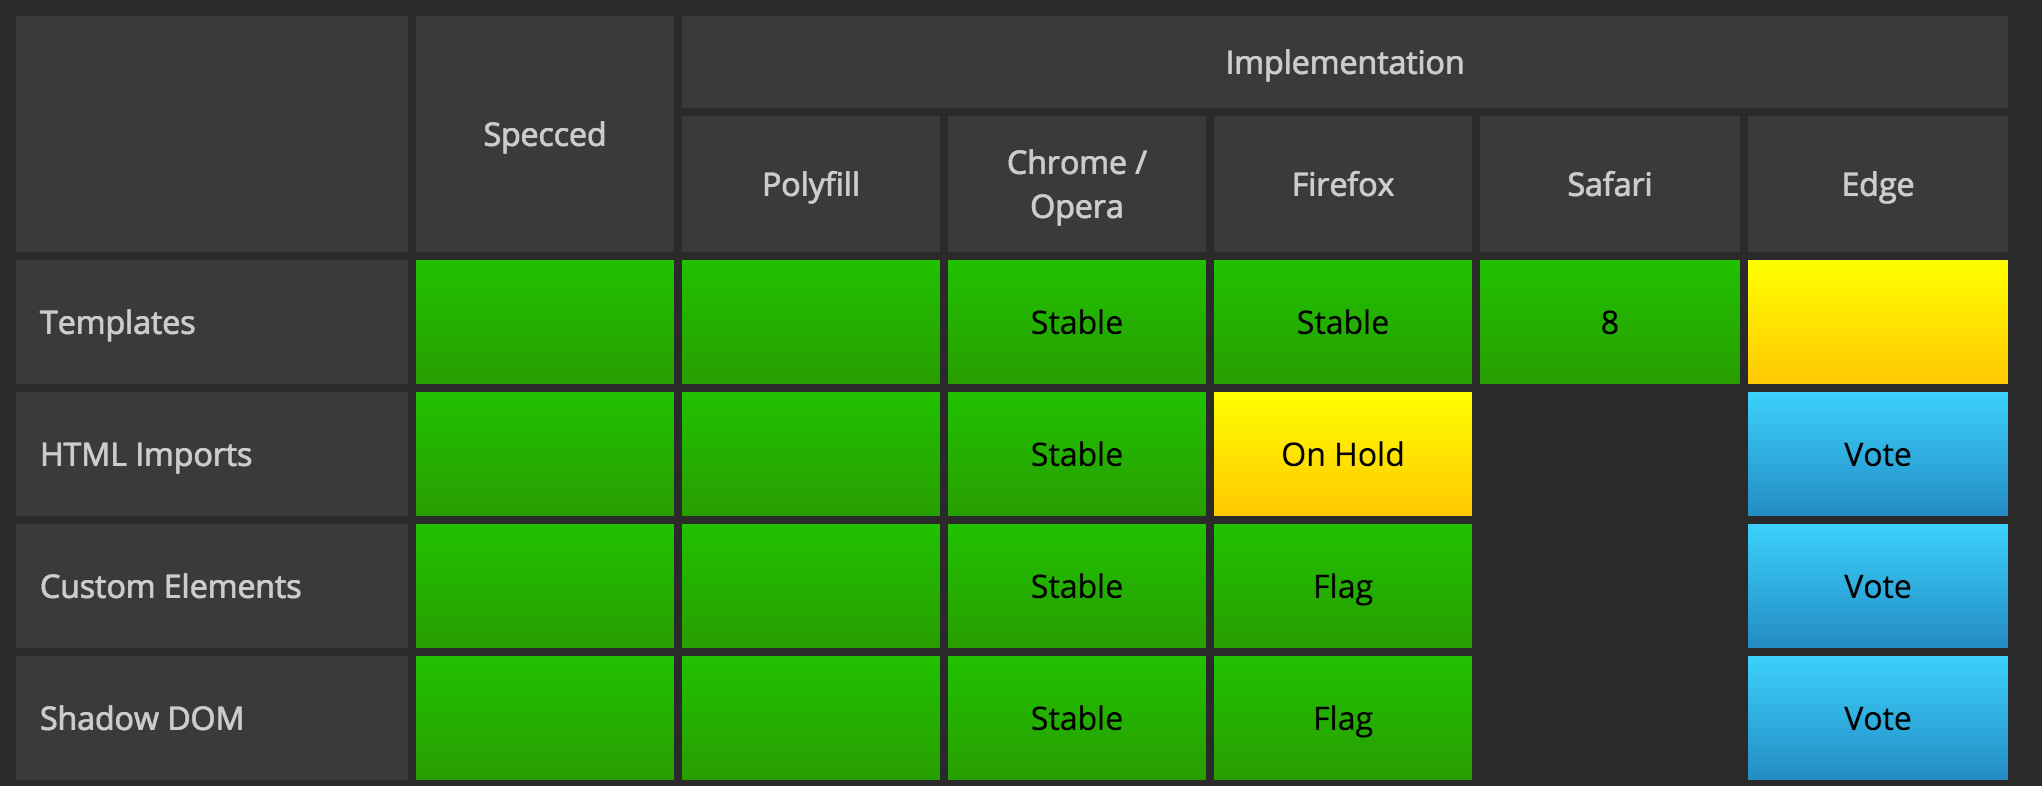 Implementation
Specced
Polyfill
Chrome /
Opera
Firefox
Safari
Edge
Templates
Stable
Stable
8
HTML Imports
Stable
On Hold
Vote
Custom Elements
Stable
Flag
Vote
Shadow DOM
Stable
Flag
Vote